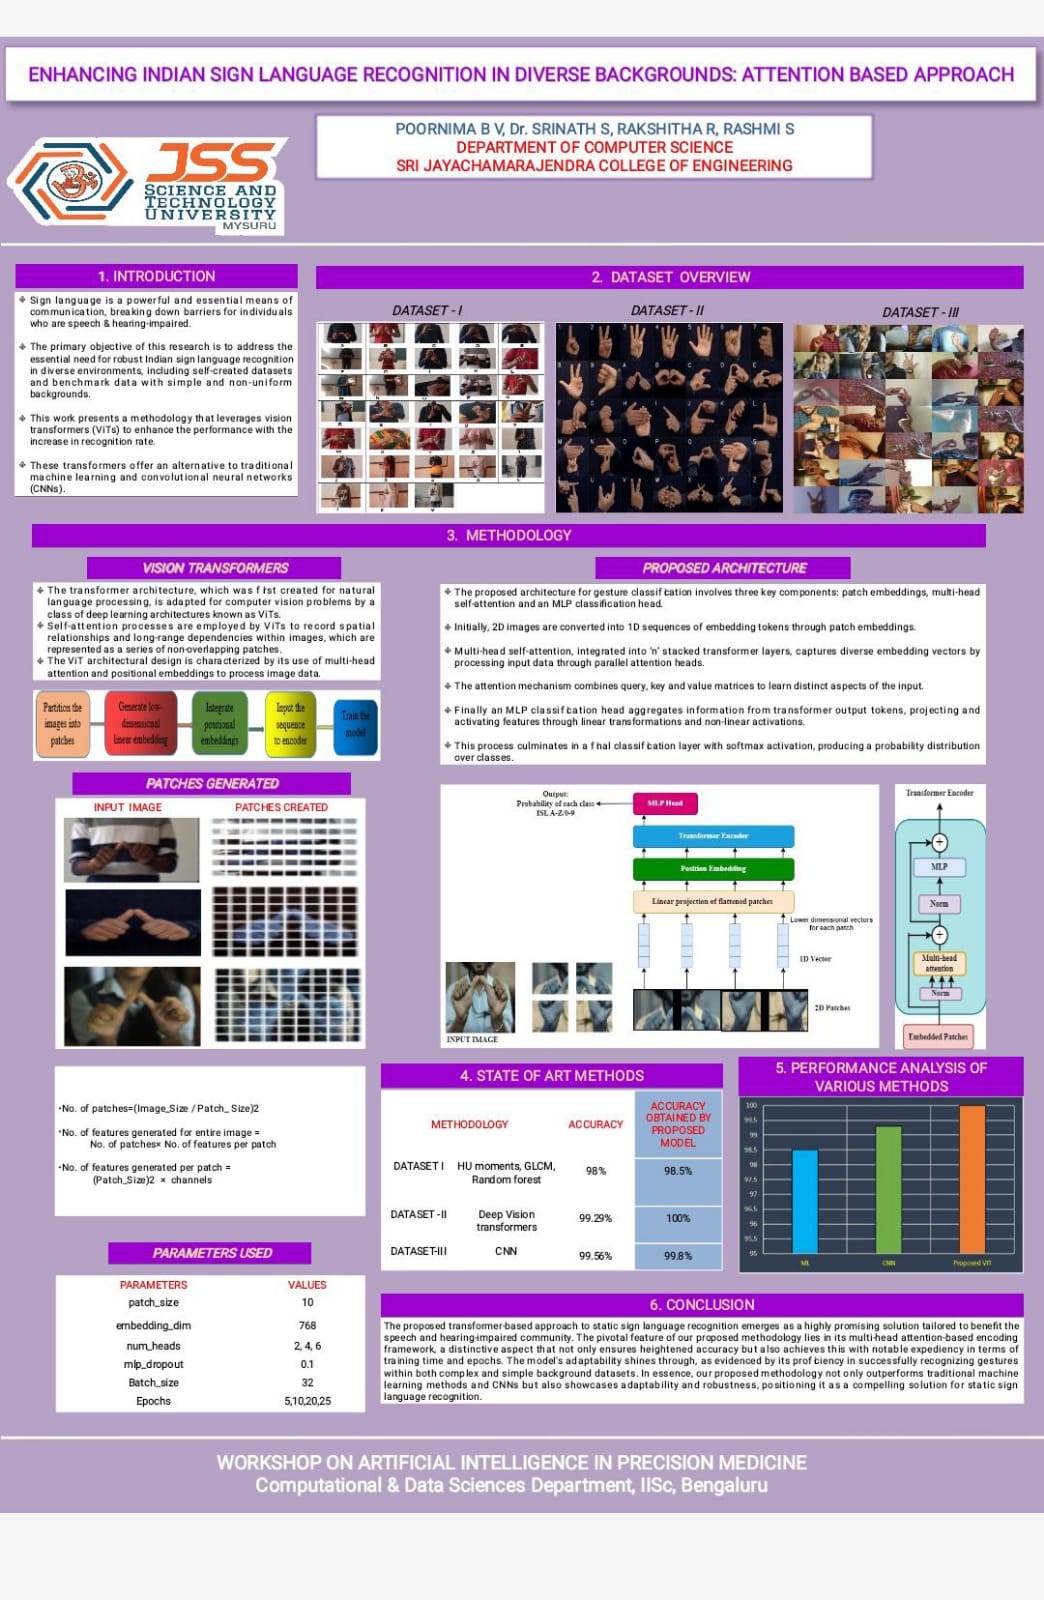 ENHANCING INDIAN SIGN LANGUAGE RECOGNITION IN DIVERSE BACKGROUNDS: ATTENTION BASED APPROACH
POORNIMA B V, Dr. SRINATH S, RAKSHITHA R, RASHMI S
DEPARTMENT OF COMPUTER SCIENCE
SRI JAYACHAMARAJENDRA COLLEGE OF ENGINEERING
JSS
SCIENCE AND
TECHNOLOGY
UNIVERSITY
MYSURU
1. INTRODUCTION
Sign language is a powerful and essential means of
communication, breaking down barriers for individuals
who are speech & hearing-impaired.
The primary objective of this research is to address the
essential need for robust Indian sign language recognition
in diverse environments, including self-created datasets
and benchmark data with simple and non-uniform
backgrounds.
This work presents a methodology that leverages vision
transformers (ViTs) to enhance the performance with the
increase in recognition rate.
These transformers offer an alternative to traditional
machine learning and convolutional neural networks
(CNNs).
2. DATASET OVERVIEW
DATASET - I
DATASET - II
DATASET - III
3. METHODOLOGY
VISION TRANSFORMERS
The transformer architecture, which was f rst created for natural
language processing, is adapted for computer vision problems by a
class of deep learning architectures known as ViTs.
Self-attention processes are employed by ViTs to record spatial
relationships and long-range dependencies within images, which are
represented as a series of non-overlapping patches.
The ViT architectural design is characterized by its use of multi-head
attention and positional embeddings to process image data.
Partition the
images into
patches
Generate low-
dimensional
linear embedding
Integrate
positional
embeddings
Input the
sequence
to encoder
Train the
model
PATCHES GENERATED
INPUT IMAGE
PATCHES CREATED
PROPOSED ARCHITECTURE
The proposed architecture for gesture classif cation involves three key components: patch embeddings, multi-head
self-attention and an MLP classification head.
Initially, 2D images are converted into 1D sequences of embedding tokens through patch embeddings.
Multi-head self-attention, integrated into 'n' stacked transformer layers, captures diverse embedding vectors by
processing input data through parallel attention heads.
The attention mechanism combines query, key and value matrices to learn distinct aspects of the input.
Finally an MLP classif cation head aggregates information from transformer output tokens, projecting and
activating features through linear transformations and non-linear activations.
This process culminates in a f nal classif cation layer with softmax activation, producing a probability distribution
over classes.
Output:
Probability of each class
ISL A-Z/0-9
MLP Head
Transformer Encoder
Position Embedding
Linear projection of flattened patches
Lower dimensional vectors
for each patch
1D Vector
2D Patches
INPUT IMAGE
Transformer Encoder
+
MLP
Norm
+
Multi-head
attention
Norm
Embedded Patches
•No. of patches=(Image_Size / Patch_ Size)2
•No. of features generated for entire image =
No. of patches× No. of features per patch
•No. of features generated per patch =
(Patch_Size)2 × channels
PARAMETERS USED
PARAMETERS VALUES
patch_size 10
embedding_dim 768
num_heads 2, 4, 6
mlp_dropout 0.1
Batch_size 32
Epochs 5,10,20,25
4. STATE OF ART METHODS
METHODOLOGY ACCURACY
ACCURACY
OBTAINED BY
PROPOSED
MODEL
DATASET I HU moments, GLCM,
Random forest
98% 98.5%
DATASET -II Deep Vision
transformers
99.29% 100%
DATASET-III CNN 99.56% 99.8%
5. PERFORMANCE ANALYSIS OF
VARIOUS METHODS
100
99.5
99
98.5
98
97.5
97
96.5
96
95.5
95
ML CNN Proposed VIT
6. CONCLUSION
The proposed transformer-based approach to static sign language recognition emerges as a highly promising solution tailored to benefit the
speech and hearing-impaired community. The pivotal feature of our proposed methodology lies in its multi-head attention-based encoding
framework, a distinctive aspect that not only ensures heightened accuracy but also achieves this with notable expediency in terms of
training time and epochs. The model's adaptability shines through, as evidenced by its prof ciency in successfully recognizing gestures
within both complex and simple background datasets. In essence, our proposed methodology not only outperforms traditional machine
learning methods and CNNs but also showcases adaptability and robustness, positioning it as a compelling solution for static sign
language recognition.
WORKSHOP ON ARTIFICIAL INTELLIGENCE IN PRECISION MEDICINE
Computational & Data Sciences Department, IISc, Bengaluru